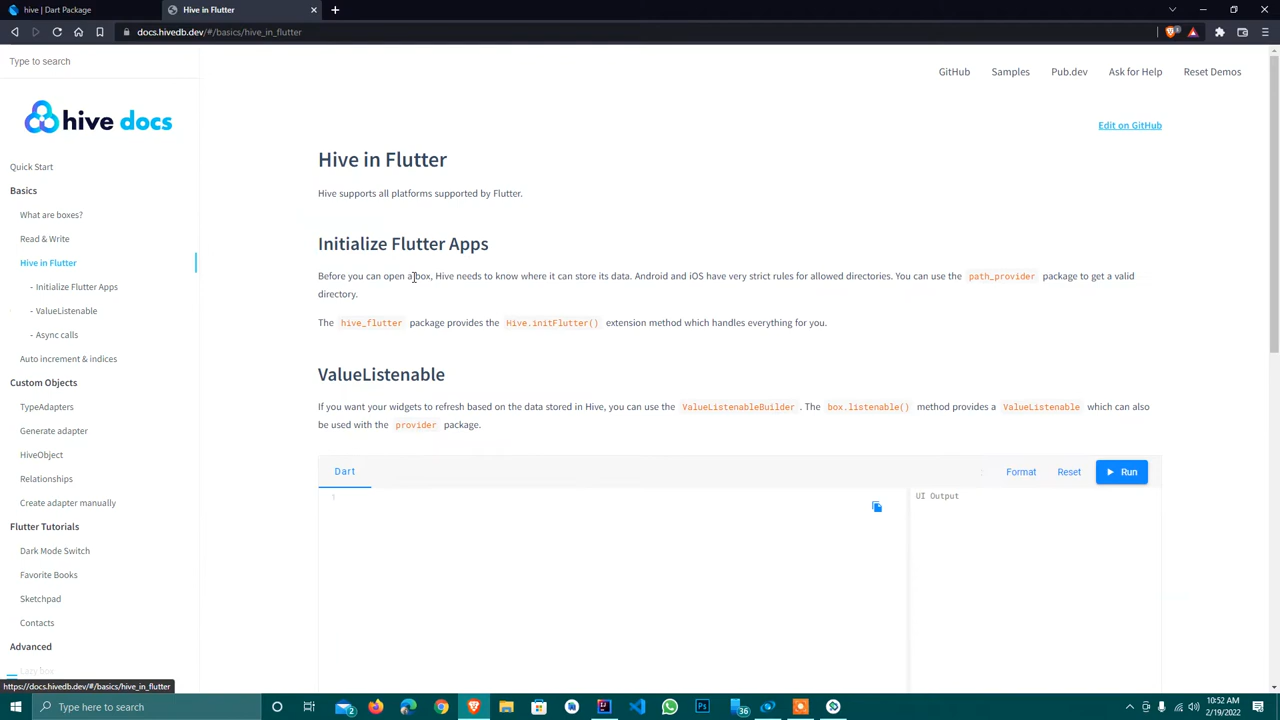 hive | Dart Package
Hive in Flutter
docs.hivedb.dev/#/basics/hive_in_flutter
Type to search
GitHub
Samples
Pub.dev
Ask for Help
Reset Demos
hive docs
Edit on GitHub
Quick Start
Basics
What are boxes?
Read & Write
Hive in Flutter
- Initialize Flutter Apps
- ValueListenable
- Async calls
Auto increment & indices
Custom Objects
TypeAdapters
Generate adapter
HiveObject
Relationships
Create adapter manually
Flutter Tutorials
Dark Mode Switch
Favorite Books
Sketchpad
Contacts
Advanced
Lazy box
Hive in Flutter
Hive supports all platforms supported by Flutter.
Initialize Flutter Apps
Before you can open a box, Hive needs to know where it can store its data. Android and iOS have very strict rules for allowed directories. You can use the path_provider package to get a valid
directory.
The hive_flutter package provides the Hive.initFlutter() extension method which handles everything for you.
ValueListenable
If you want your widgets to refresh based on the data stored in Hive, you can use the ValueListenableBuilder . The box.listenable() method provides a ValueListenable which can also
be used with the provider package.
Dart
Format
Reset
Run
1
UI Output
https://docs.hivedb.dev/#/basics/hive_in_flutter
Type here to search
2
36
10:52 AM
2/19/2022